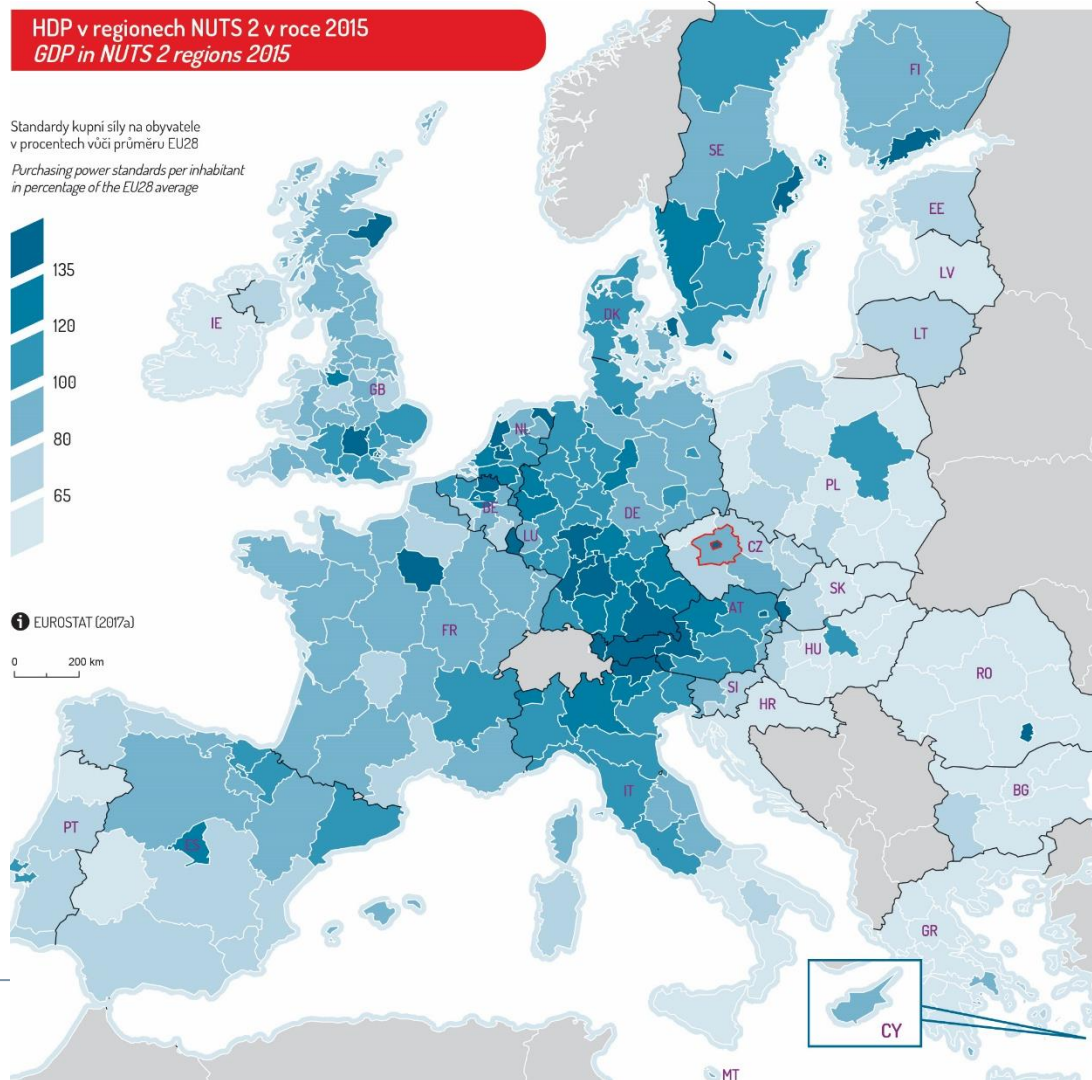 HDP v regionech NUTS 2 v roce 2015
GDP in NUTS 2 regions 2015
Standardy kupní síly na obyvatele
v procentech vůči průměru EU28
Purchasing power standards per inhabitant
in percentage of the EU28 average
135
120
100
80
65
i EUROSTAT (2017a)
0 200 km
FI
SE
EE
LV
LT
DK
IE
GB
NL
PL
BE
DE
LU
CZ
SK
FR
AT
HU
RO
SI
HR
BG
IT
PT
ES
GR
CY
MT